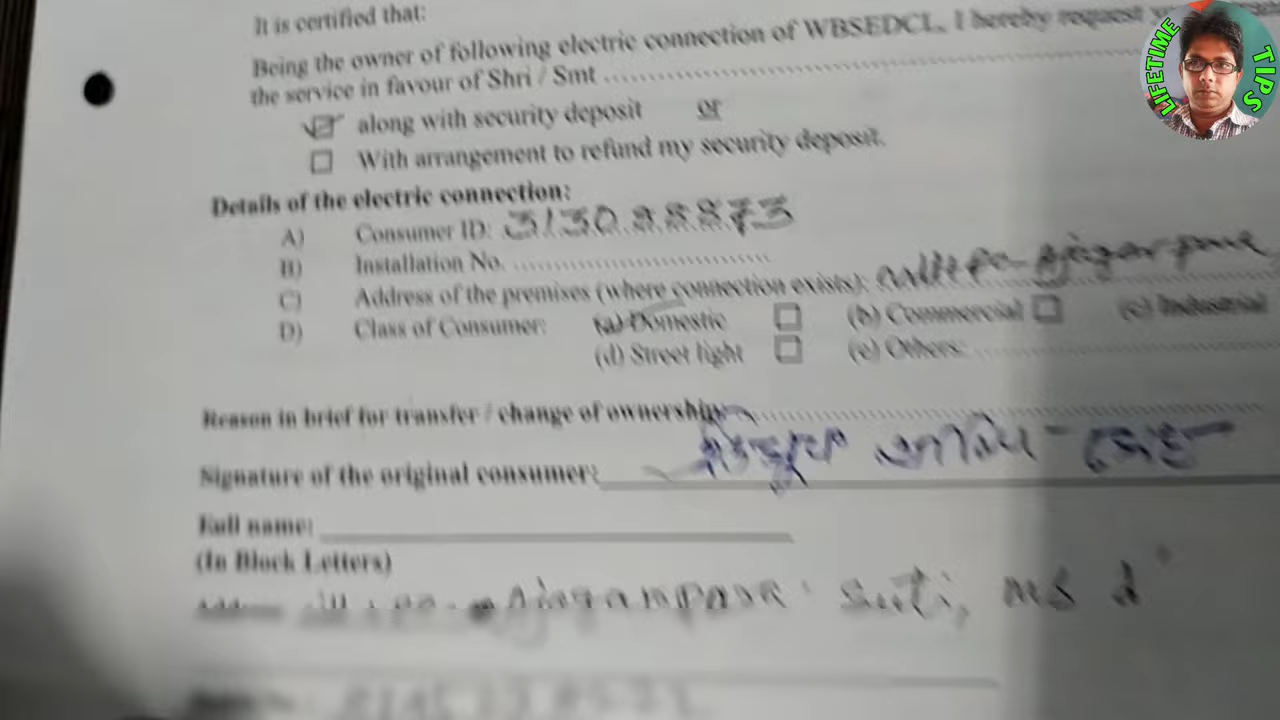 It is certified that:
Being the owner of following electric connection of WBSEDCL, I hereby request
the service in favour of Shri / Smt
along with security deposit or
With arrangement to refund my security deposit.
Details of the electric connection:
A) Consumer ID: 313088873
B) Installation No.
C) Address of the premises (where connection exists):
D) Class of Consumer: (a) Domestic (b) Commercial (c) Industrial
(d) Street light (e) Others:
Reason in brief for transfer / change of ownership:
Signature of the original consumer:
Full name:
(In Block Letters)
Address suti, msd
LIFETIME TIPS